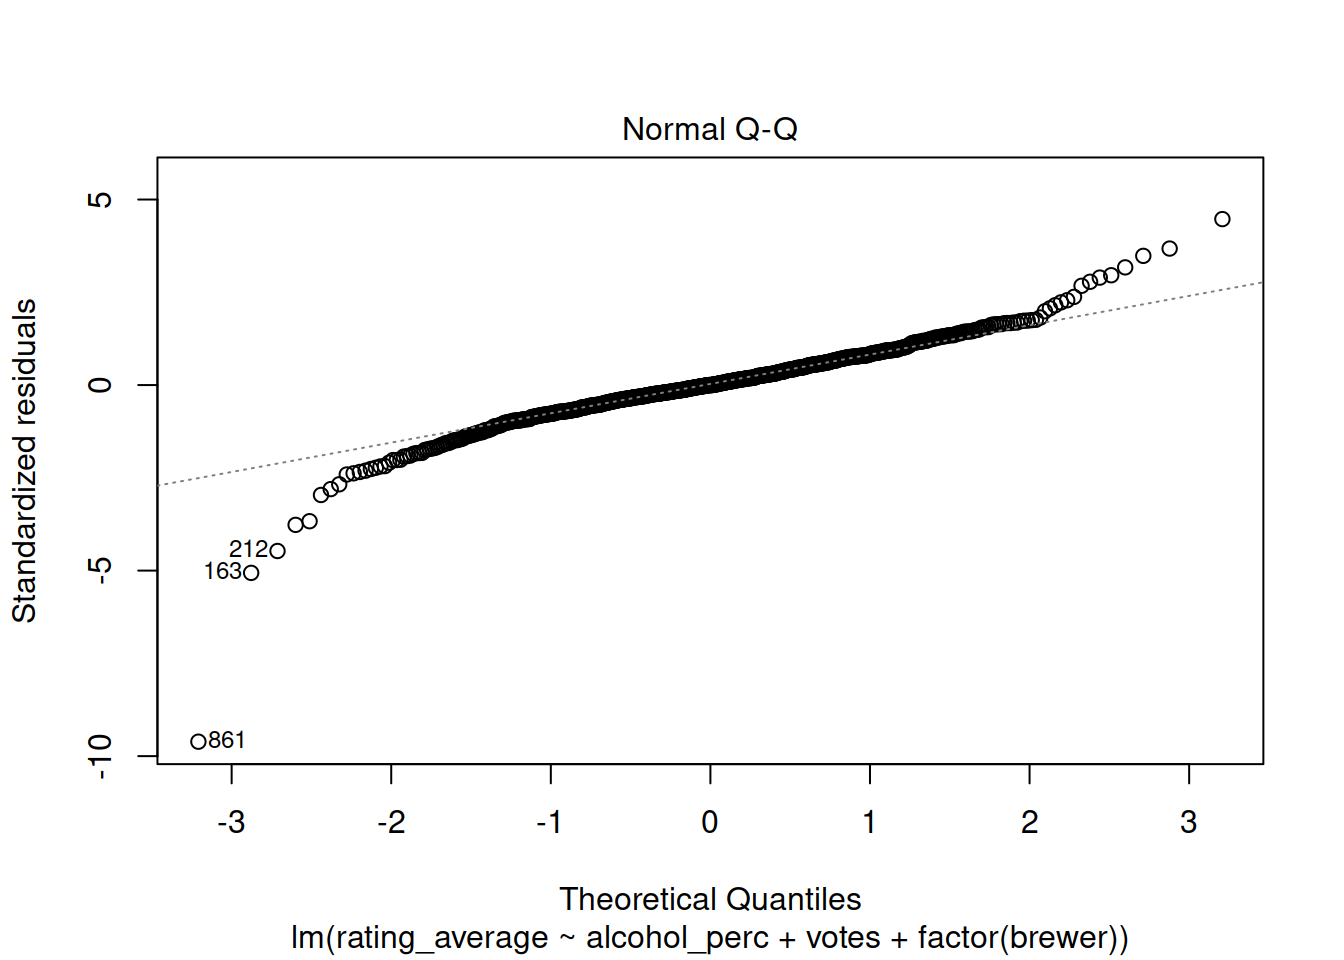 Normal Q-Q
Standardized residuals
5
0
-5
-10
212
163
861
-3 -2 -1 0 1 2 3
Theoretical Quantiles
lm(rating_average ~ alcohol_perc + votes + factor(brewer))